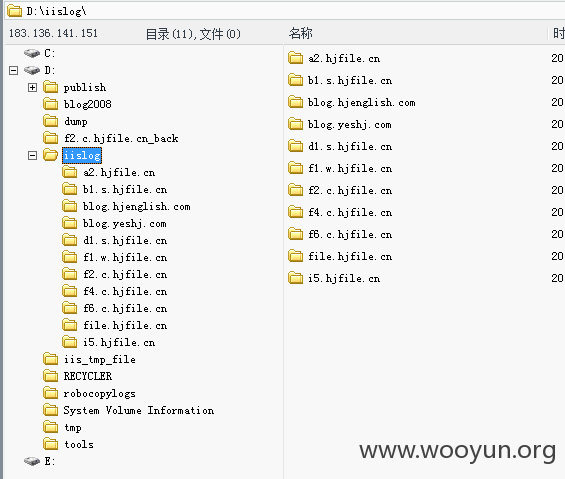 D:\iislog\
183.136.141.151 目录(11),文件(0) 名称 时
C:
D:
publish
blog2008
dump
f2.c.hjfile.cn_back
iislog
a2.hjfile.cn
b1.s.hjfile.cn
blog.hjenglish.com
blog.yeshj.com
d1.s.hjfile.cn
f1.w.hjfile.cn
f2.c.hjfile.cn
f4.c.hjfile.cn
f6.c.hjfile.cn
file.hjfile.cn
i5.hjfile.cn
iis_tmp_file
RECYCLER
robocopylogs
System Volume Information
tmp
tools
E:
a2.hjfile.cn 20
b1.s.hjfile.cn 20
blog.hjenglish.com 20
blog.yeshj.com 20
d1.s.hjfile.cn 20
f1.w.hjfile.cn 20
f2.c.hjfile.cn 20
f4.c.hjfile.cn 20
f6.c.hjfile.cn 20
file.hjfile.cn 20
i5.hjfile.cn 20
www.wooyun.org